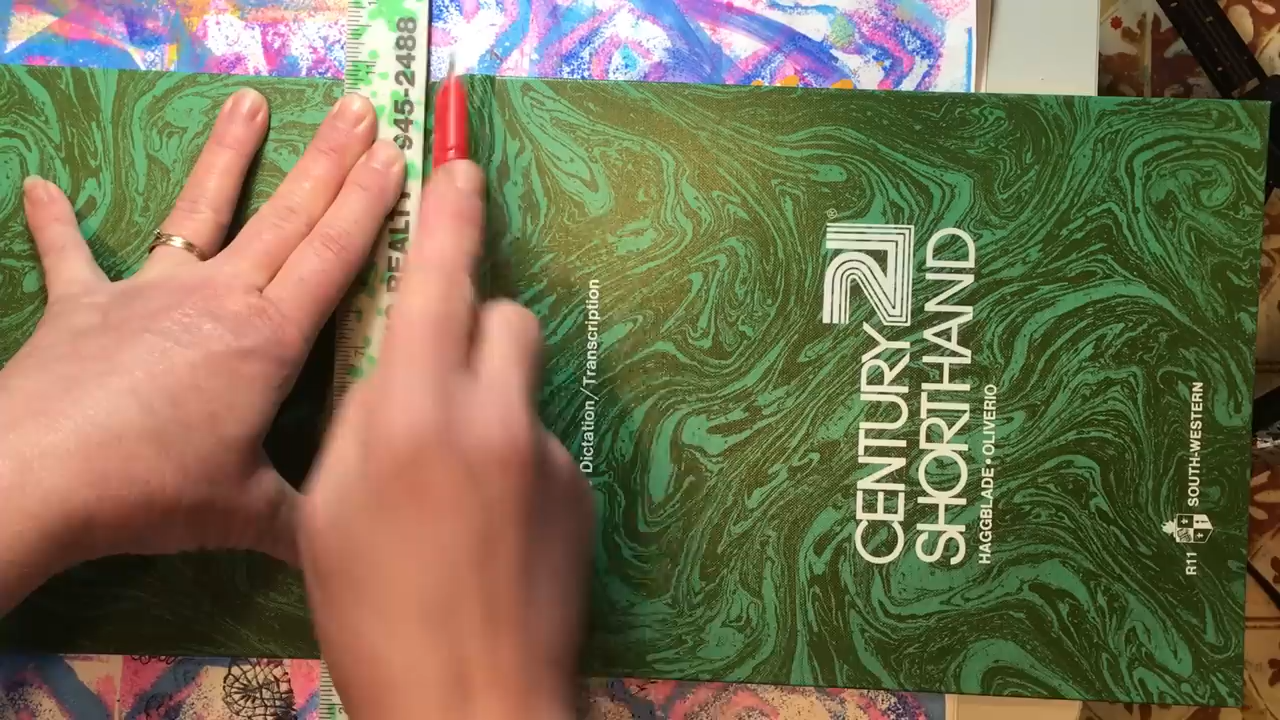 Dictation/Transcription
CENTURY 21®
SHORTHAND
HAGGBLADE • OLIVERIO
R11 SOUTH-WESTERN
REALTY 945-2488